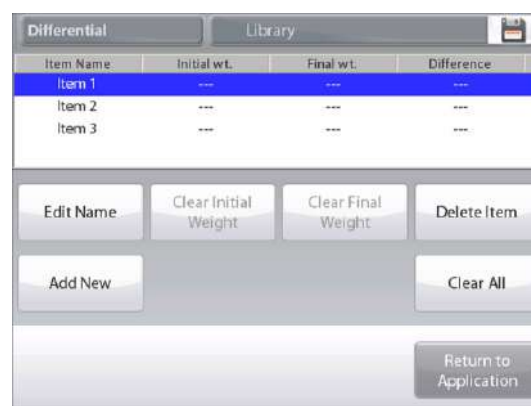 Differential Library
Item Name Initial wt. Final wt. Difference
Item 1 --- --- ---
Item 2 --- --- ---
Item 3 --- --- ---
Edit Name
Clear Initial
Weight
Clear Final
Weight
Delete Item
Add New
Clear All
Return to
Application